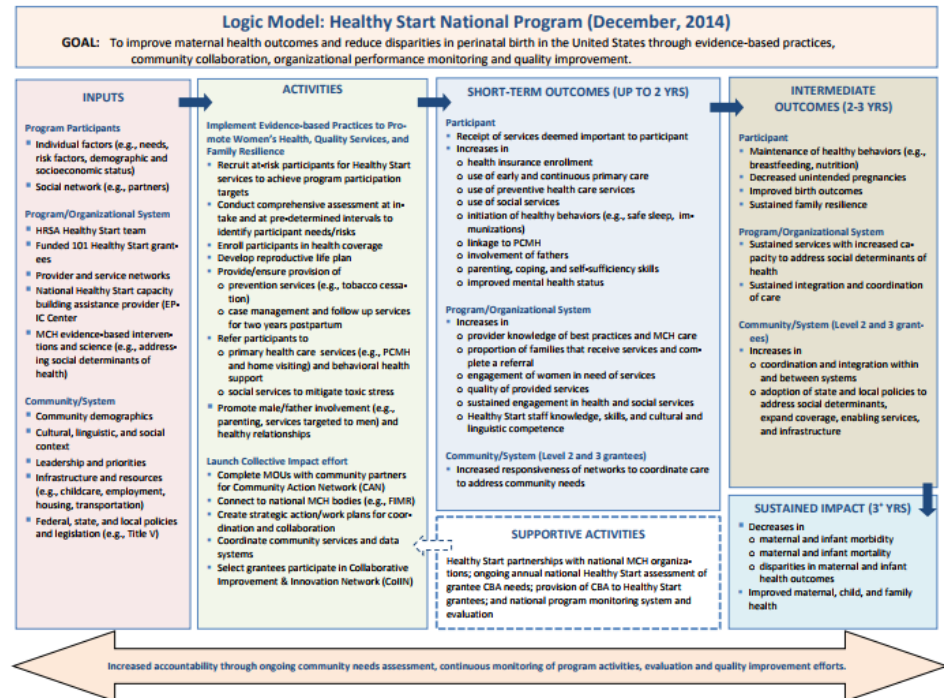 Logic Model: Healthy Start National Program (December, 2014)
GOAL: To improve maternal health outcomes and reduce disparities in perinatal birth in the United States through evidence-based practices,
community collaboration, organizational performance monitoring and quality improvement.
INPUTS
Program Participants
Individual factors (e.g., needs,
risk factors, demographic and
socioeconomic status)
Social network (e.g., partners)
Program/Organizational System
HRSA Healthy Start team
Funded 101 Healthy Start grant•
ees
Provider and service networks
National Healthy Start capacity
building assistance provider (EP•
IC Center
MCH evidence•based interven•
tions and science (e.g., address•
ing social determinants of
health)
Community/System
Community demographics
Cultural, linguistic, and social
context
Leadership and priorities
Infrastructure and resources
(e.g., childcare, employment,
housing, transportation)
Federal, state, and local policies
and legislation (e.g., Title V)
ACTIVITIES
Implement Evidence•based Practices to Pro•
mote Women's Health, Quality Services, and
Family Resilience
Recruit at•risk participants for Healthy Start
services to achieve program participation
targets
Conduct comprehensive assessment at in•
take and at pre•determined intervals to
identify participant needs/risks
Enroll participants in health coverage
Develop reproductive life plan
Provide/ensure provision of
prevention services (e.g., tobacco cessa•
tion)
case management and follow up services
for two years postpartum
Refer participants to
primary health care services (e.g., PCMH
and home visiting) and behavioral health
support
social services to mitigate toxic stress
Promote male/father involvement (e.g.,
parenting, services targeted to men) and
healthy relationships
Launch Collective Impact effort
Complete MOUs with community partners
for Community Action Network (CAN)
Connect to national MCH bodies (e.g., FIMR)
Create strategic action/work plans for coor•
dination and collaboration
Coordinate community services and data
systems
Select grantees participate in Collaborative
Improvement & Innovation Network (CoIIN)
SHORT-TERM OUTCOMES (UP TO 2 YRS)
Participant
Receipt of services deemed important to participant
Increases in
health insurance enrollment
use of early and continuous primary care
use of preventive health care services
use of social services
initiation of healthy behaviors (e.g., safe sleep, im•
munizations)
linkage to PCMH
involvement of fathers
parenting, coping, and self•sufficiency skills
improved mental health status
Program/Organizational System
Increases in
provider knowledge of best practices and MCH care
proportion of families that receive services and com•
plete a referral
engagement of women in need of services
quality of provided services
sustained engagement in health and social services
Healthy Start staff knowledge, skills, and cultural and
linguistic competence
Community/System (Level 2 and 3 grantees)
Increased responsiveness of networks to coordinate care
to address community needs
SUPPORTIVE ACTIVITIES
Healthy Start partnerships with national MCH organiza•
tions; ongoing annual national Healthy Start assessment of
grantee CBA needs; provision of CBA to Healthy Start
grantees; and national program monitoring system and
evaluation
INTERMEDIATE
OUTCOMES (2-3 YRS)
Participant
Maintenance of healthy behaviors (e.g.,
breastfeeding, nutrition)
Decreased unintended pregnancies
Improved birth outcomes
Sustained family resilience
Program/Organizational System
Sustained services with increased ca•
pacity to address social determinants of
health
Sustained integration and coordination
of care
Community/System (Level 2 and 3 grant•
ees)
Increases in
coordination and integration within
and between systems
adoption of state and local policies to
address social determinants,
expand coverage, enabling services,
and infrastructure
SUSTAINED IMPACT (3⁺ YRS)
Decreases in
maternal and infant morbidity
maternal and infant mortality
disparities in maternal and infant
health outcomes
Improved maternal, child, and family
health
Increased accountability through ongoing community needs assessment, continuous monitoring of program activities, evaluation and quality improvement efforts.